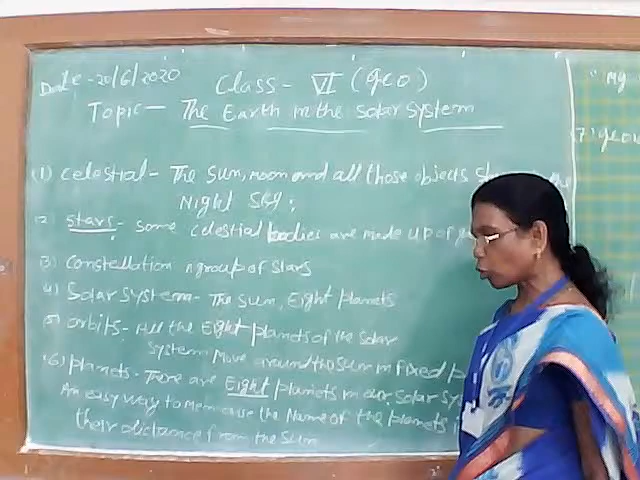 Date - 20/6/2020
Class - VI (geo)
Topic - The Earth in the Solar System
(1) Celestial - The Sun, moon and all those objects the
Night Sky;
2 Stars - Some Celestial bodies are made up of
3) Constellation a group of stars
4) Solar System - The Sun, Eight planets
(5) orbits - All the Eight planets of the Solar
System Move around the Sun in fixed
(6) planets - There are Eight planets in our Solar
An easy way to memorise the Name of the planets
their distance from the Sun
" My
7)